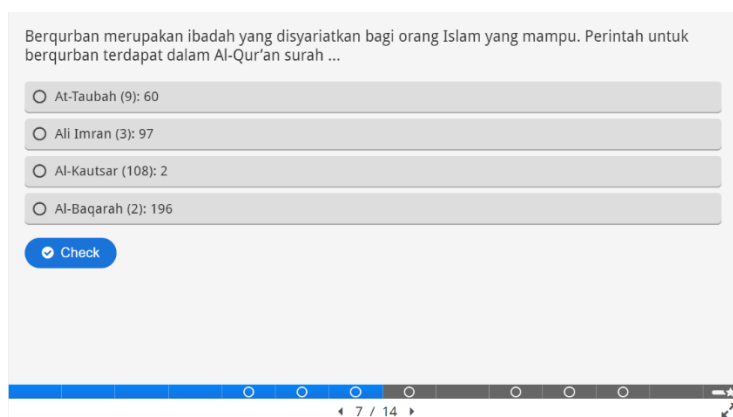 Berqurban merupakan ibadah yang disyariatkan bagi orang Islam yang mampu. Perintah untuk
berqurban terdapat dalam Al-Qur’an surah ...
At-Taubah (9): 60
Ali Imran (3): 97
Al-Kautsar (108): 2
Al-Baqarah (2): 196
Check
7 / 14